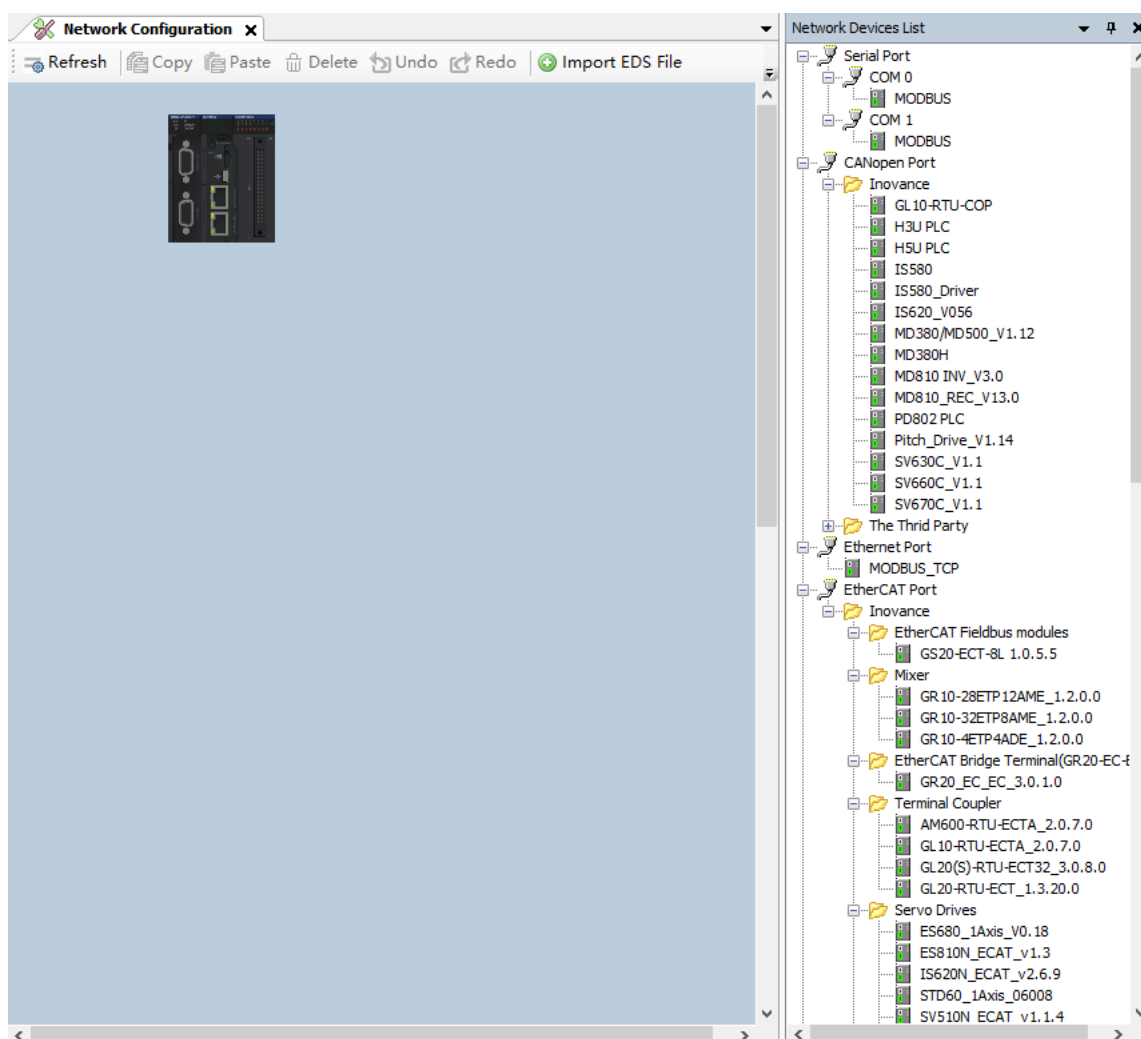 Network Configuration
Refresh Copy Paste Delete Undo Redo Import EDS File
Network Devices List
Serial Port
COM 0
MODBUS
COM 1
MODBUS
CANopen Port
Inovance
GL10-RTU-COP
H3U PLC
H5U PLC
IS580
IS580_Driver
IS620_V056
MD380/MD500_V1.12
MD380H
MD810 INV_V3.0
MD810_REC_V13.0
PD802 PLC
Pitch_Drive_V1.14
SV630C_V1.1
SV660C_V1.1
SV670C_V1.1
The Thrid Party
Ethernet Port
MODBUS_TCP
EtherCAT Port
Inovance
EtherCAT Fieldbus modules
GS20-ECT-8L 1.0.5.5
Mixer
GR10-28ETP12AME_1.2.0.0
GR10-32ETP8AME_1.2.0.0
GR10-4ETP4ADE_1.2.0.0
EtherCAT Bridge Terminal(GR20-EC-E
GR20_EC_EC_3.0.1.0
Terminal Coupler
AM600-RTU-ECTA_2.0.7.0
GL10-RTU-ECTA_2.0.7.0
GL20(S)-RTU-ECT32_3.0.8.0
GL20-RTU-ECT_1.3.20.0
Servo Drives
ES680_1Axis_V0.18
ES810N_ECAT_v1.3
IS620N_ECAT_v2.6.9
STD60_1Axis_06008
SV510N_ECAT_v1.1.4